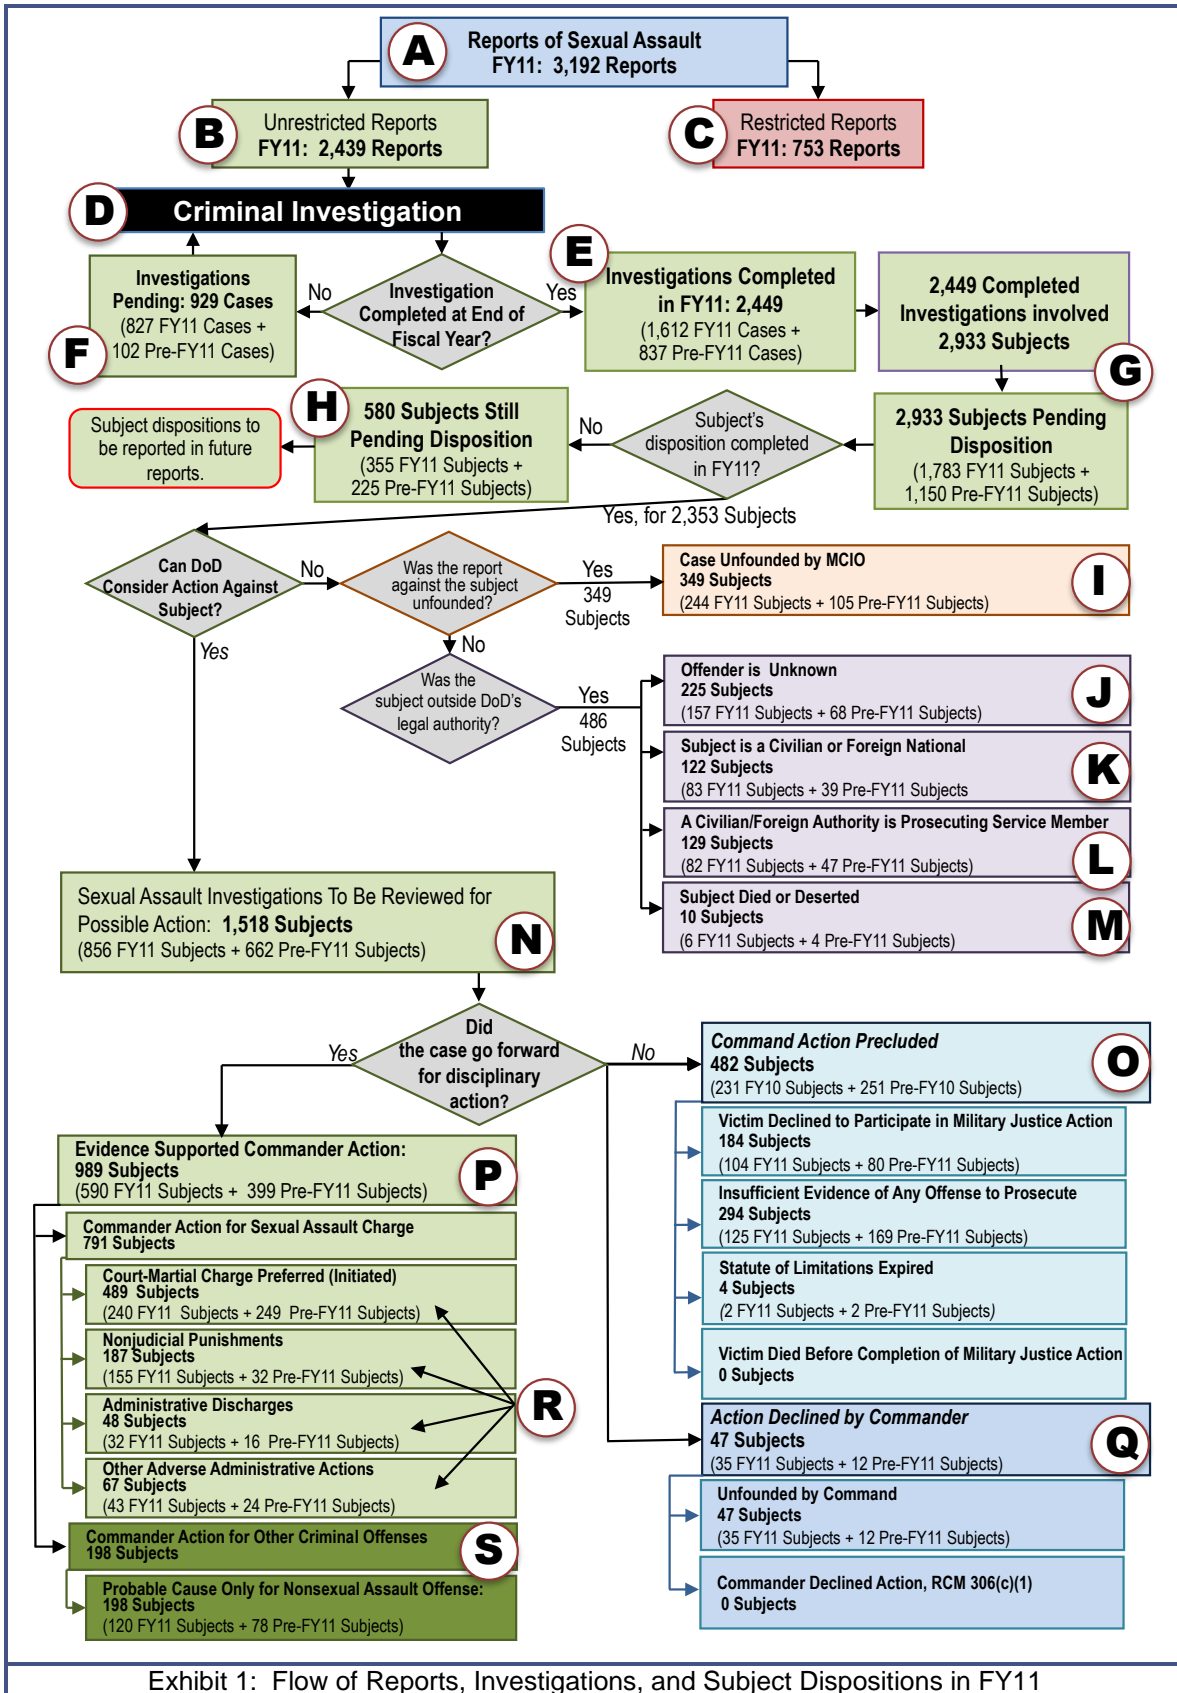 A
Reports of Sexual Assault
FY11: 3,192 Reports
B
Unrestricted Reports
FY11: 2,439 Reports
C
Restricted Reports
FY11: 753 Reports
D
Criminal Investigation
Investigations
Pending: 929 Cases
(827 FY11 Cases +
102 Pre-FY11 Cases)
F
No
Investigation
Completed at End of
Fiscal Year?
Yes
E
Investigations Completed
in FY11: 2,449
(1,612 FY11 Cases +
837 Pre-FY11 Cases)
2,449 Completed
Investigations involved
2,933 Subjects
G
2,933 Subjects Pending
Disposition
(1,783 FY11 Subjects +
1,150 Pre-FY11 Subjects)
Subject's
disposition completed
in FY11?
No
H
580 Subjects Still
Pending Disposition
(355 FY11 Subjects +
225 Pre-FY11 Subjects)
Subject dispositions to
be reported in future
reports.
Yes, for 2,353 Subjects
Can DoD
Consider Action Against
Subject?
No
Was the report
against the subject
unfounded?
Yes
349
Subjects
Case Unfounded by MCIO
349 Subjects
(244 FY11 Subjects + 105 Pre-FY11 Subjects)
I
Yes
No
Was the
subject outside DoD's
legal authority?
Yes
486
Subjects
Offender is Unknown
225 Subjects
(157 FY11 Subjects + 68 Pre-FY11 Subjects)
J
Subject is a Civilian or Foreign National
122 Subjects
(83 FY11 Subjects + 39 Pre-FY11 Subjects
K
A Civilian/Foreign Authority is Prosecuting Service Member
129 Subjects
(82 FY11 Subjects + 47 Pre-FY11 Subjects)
L
Subject Died or Deserted
10 Subjects
(6 FY11 Subjects + 4 Pre-FY11 Subjects)
M
Sexual Assault Investigations To Be Reviewed for
Possible Action: 1,518 Subjects
(856 FY11 Subjects + 662 Pre-FY11 Subjects)
N
Did
the case go forward
for disciplinary
action?
Yes
No
Command Action Precluded
482 Subjects
(231 FY10 Subjects + 251 Pre-FY10 Subjects)
O
Victim Declined to Participate in Military Justice Action
184 Subjects
(104 FY11 Subjects + 80 Pre-FY11 Subjects)
Insufficient Evidence of Any Offense to Prosecute
294 Subjects
(125 FY11 Subjects + 169 Pre-FY11 Subjects)
Statute of Limitations Expired
4 Subjects
(2 FY11 Subjects + 2 Pre-FY11 Subjects)
Victim Died Before Completion of Military Justice Action
0 Subjects
Action Declined by Commander
47 Subjects
(35 FY11 Subjects + 12 Pre-FY11 Subjects)
Q
Unfounded by Command
47 Subjects
(35 FY11 Subjects + 12 Pre-FY11 Subjects)
Commander Declined Action, RCM 306(c)(1)
0 Subjects
Evidence Supported Commander Action:
989 Subjects
(590 FY11 Subjects + 399 Pre-FY11 Subjects)
P
Commander Action for Sexual Assault Charge
791 Subjects
Court-Martial Charge Preferred (Initiated)
489 Subjects
(240 FY11 Subjects + 249 Pre-FY11 Subjects)
Nonjudicial Punishments
187 Subjects
(155 FY11 Subjects + 32 Pre-FY11 Subjects)
Administrative Discharges
48 Subjects
(32 FY11 Subjects + 16 Pre-FY11 Subjects)
Other Adverse Administrative Actions
67 Subjects
(43 FY11 Subjects + 24 Pre-FY11 Subjects)
R
Commander Action for Other Criminal Offenses
198 Subjects
S
Probable Cause Only for Nonsexual Assault Offense:
198 Subjects
(120 FY11 Subjects + 78 Pre-FY11 Subjects)
Exhibit 1: Flow of Reports, Investigations, and Subject Dispositions in FY11